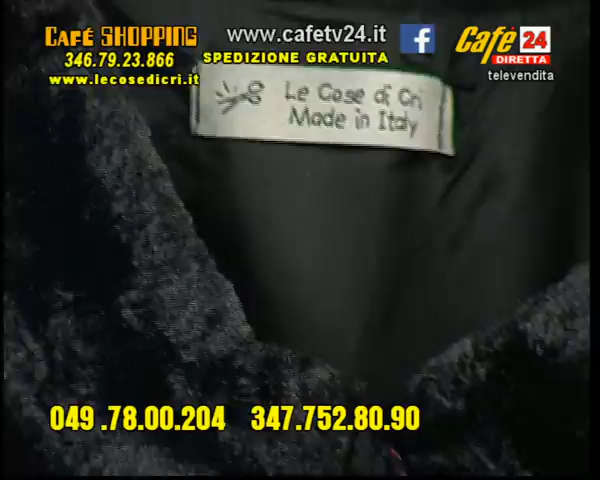 Café SHOPPING
346.79.23.866
www.lecosedicri.it
www.cafetv24.it
SPEDIZIONE GRATUITA
f
Café 24
DIRETTA
televendita
Le Cose di Cri
Made in Italy
049 .78.00.204 347.752.80.90